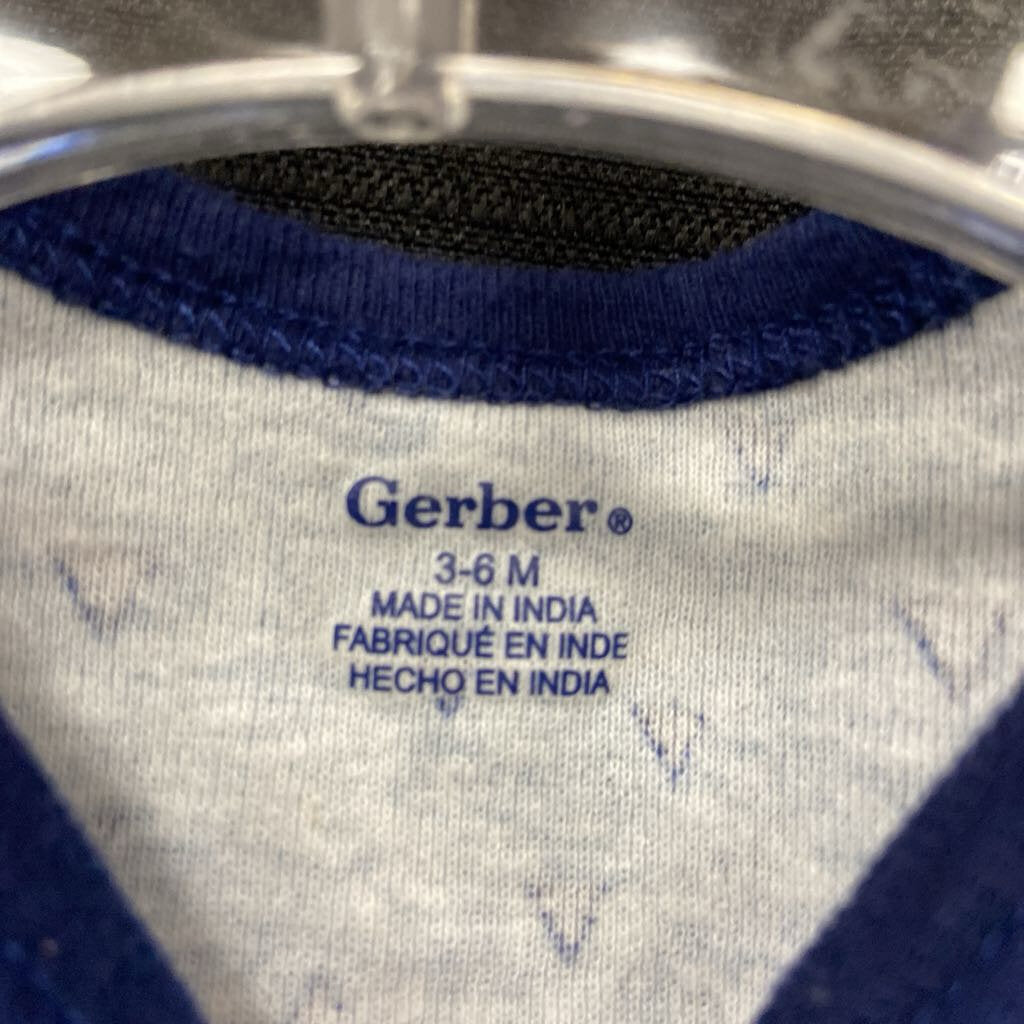 Gerber®
3-6 M
MADE IN INDIA
FABRIQUÉ EN INDE
HECHO EN INDIA